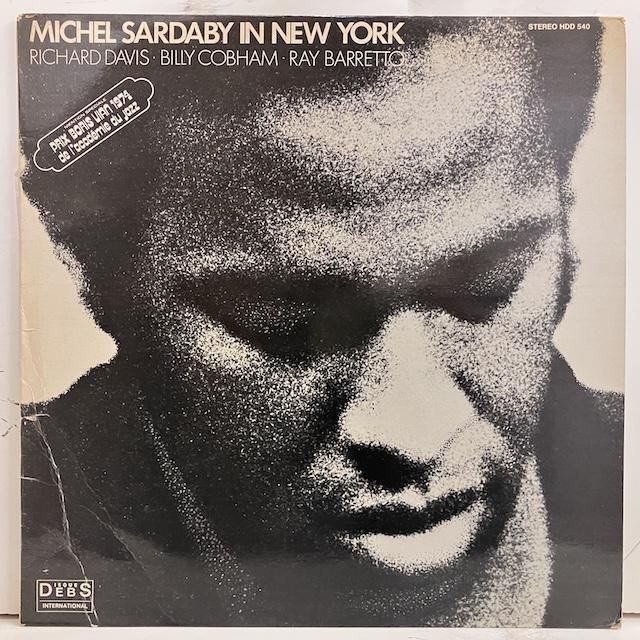 MICHEL SARDABY IN NEW YORK
STEREO HDD 540
RICHARD DAVIS · BILLY COBHAM · RAY BARRETTO
PRIX BORIS VIAN 1974
de l'académie du jazz
DISQUES DEBS
INTERNATIONAL